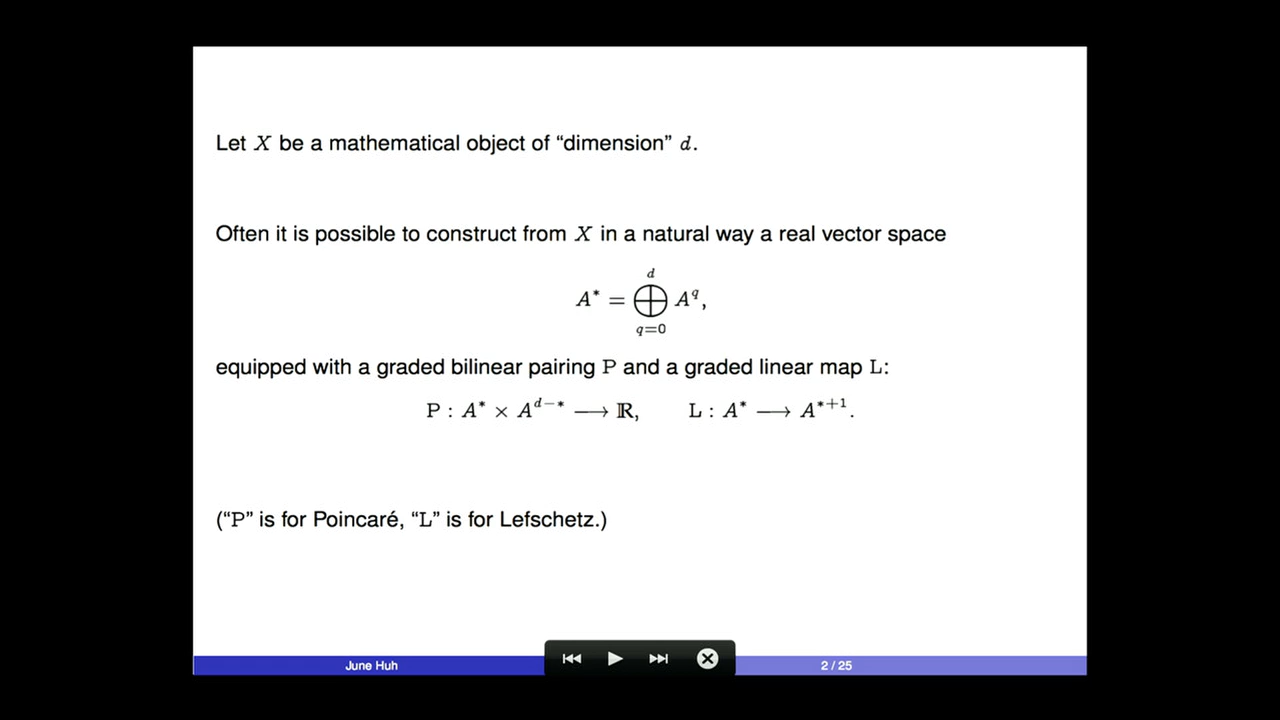 Let X be a mathematical object of “dimension” d.
Often it is possible to construct from X in a natural way a real vector space
A* = ⨁_{q=0}^{d} A^q,
equipped with a graded bilinear pairing P and a graded linear map L:
P : A* × A^{d−*} ⟶ ℝ, L : A* ⟶ A^{*+1}.
(“P” is for Poincaré, “L” is for Lefschetz.)
June Huh 2 / 25